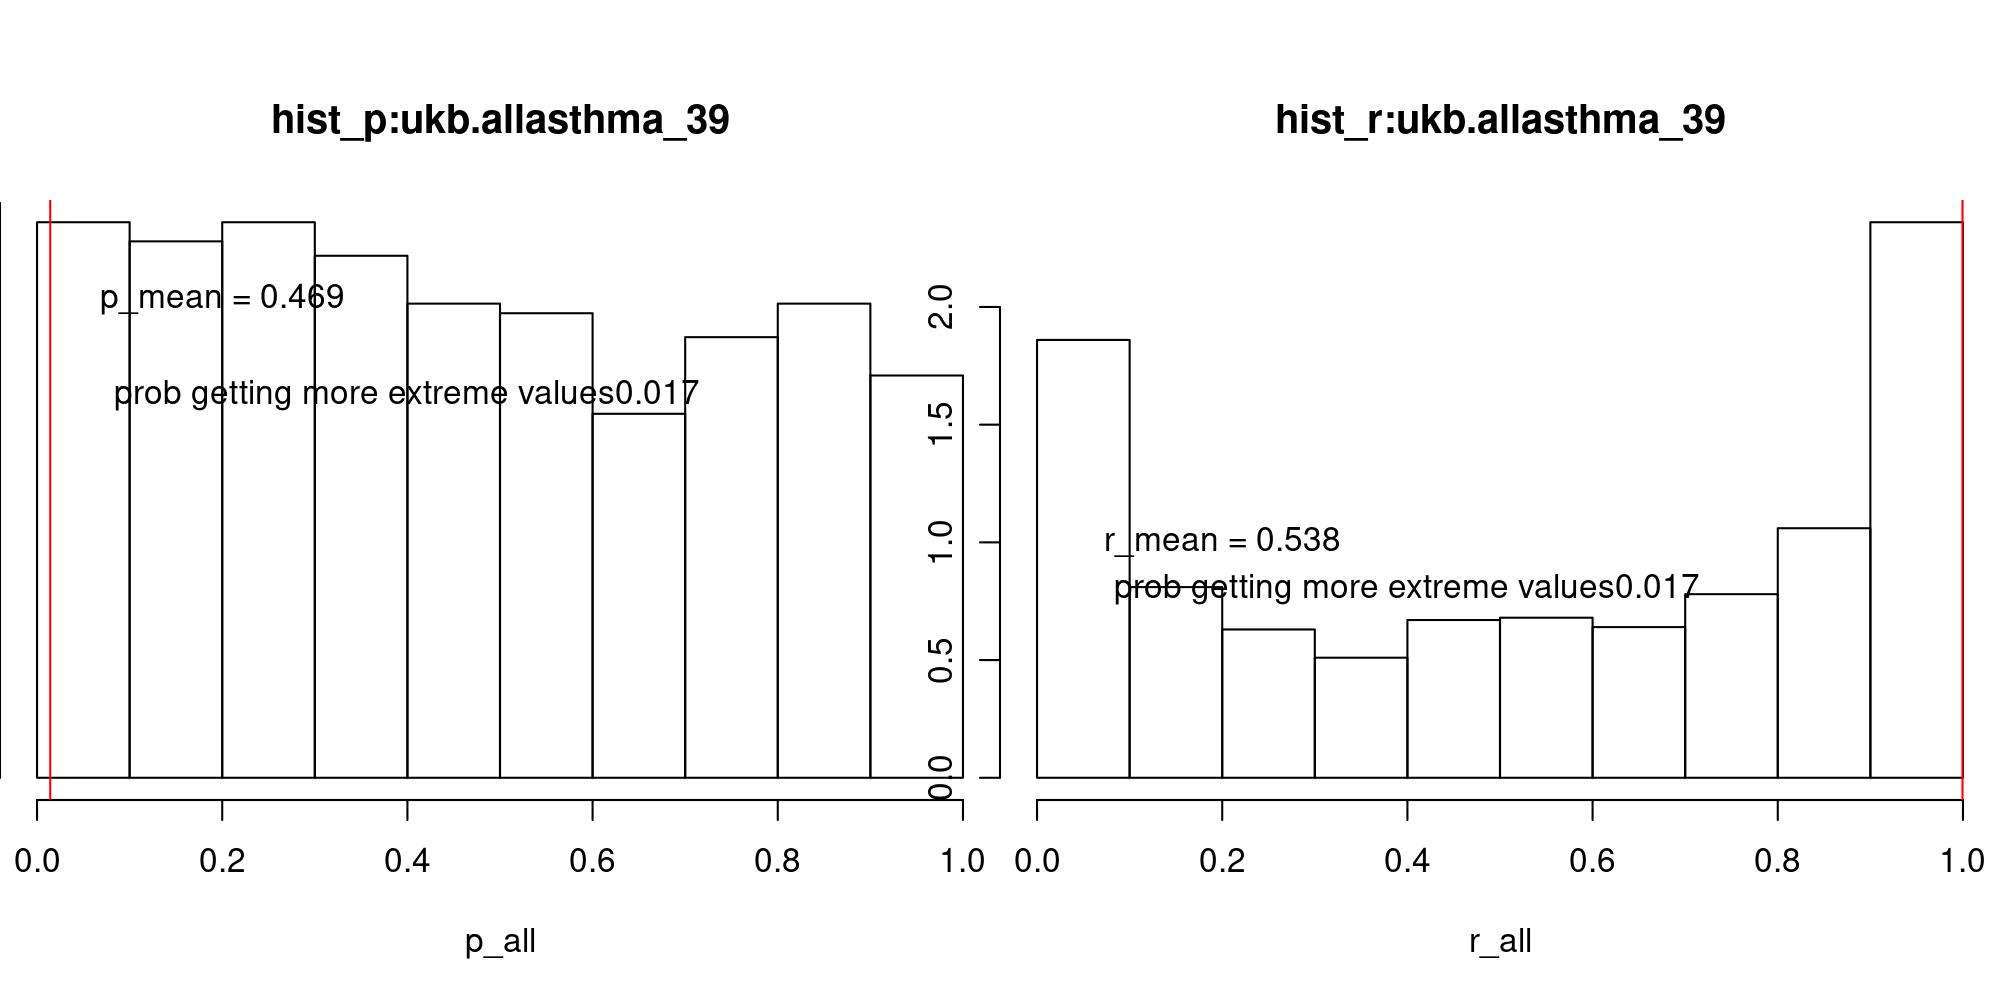 hist_p:ukb.allasthma_39
p_mean = 0.469
prob getting more extreme values0.017
0.0 0.2 0.4 0.6 0.8 1.0
p_all
hist_r:ukb.allasthma_39
2.0
1.5
1.0
0.5
0.0
r_mean = 0.538
prob getting more extreme values0.017
0.0 0.2 0.4 0.6 0.8 1.0
r_all